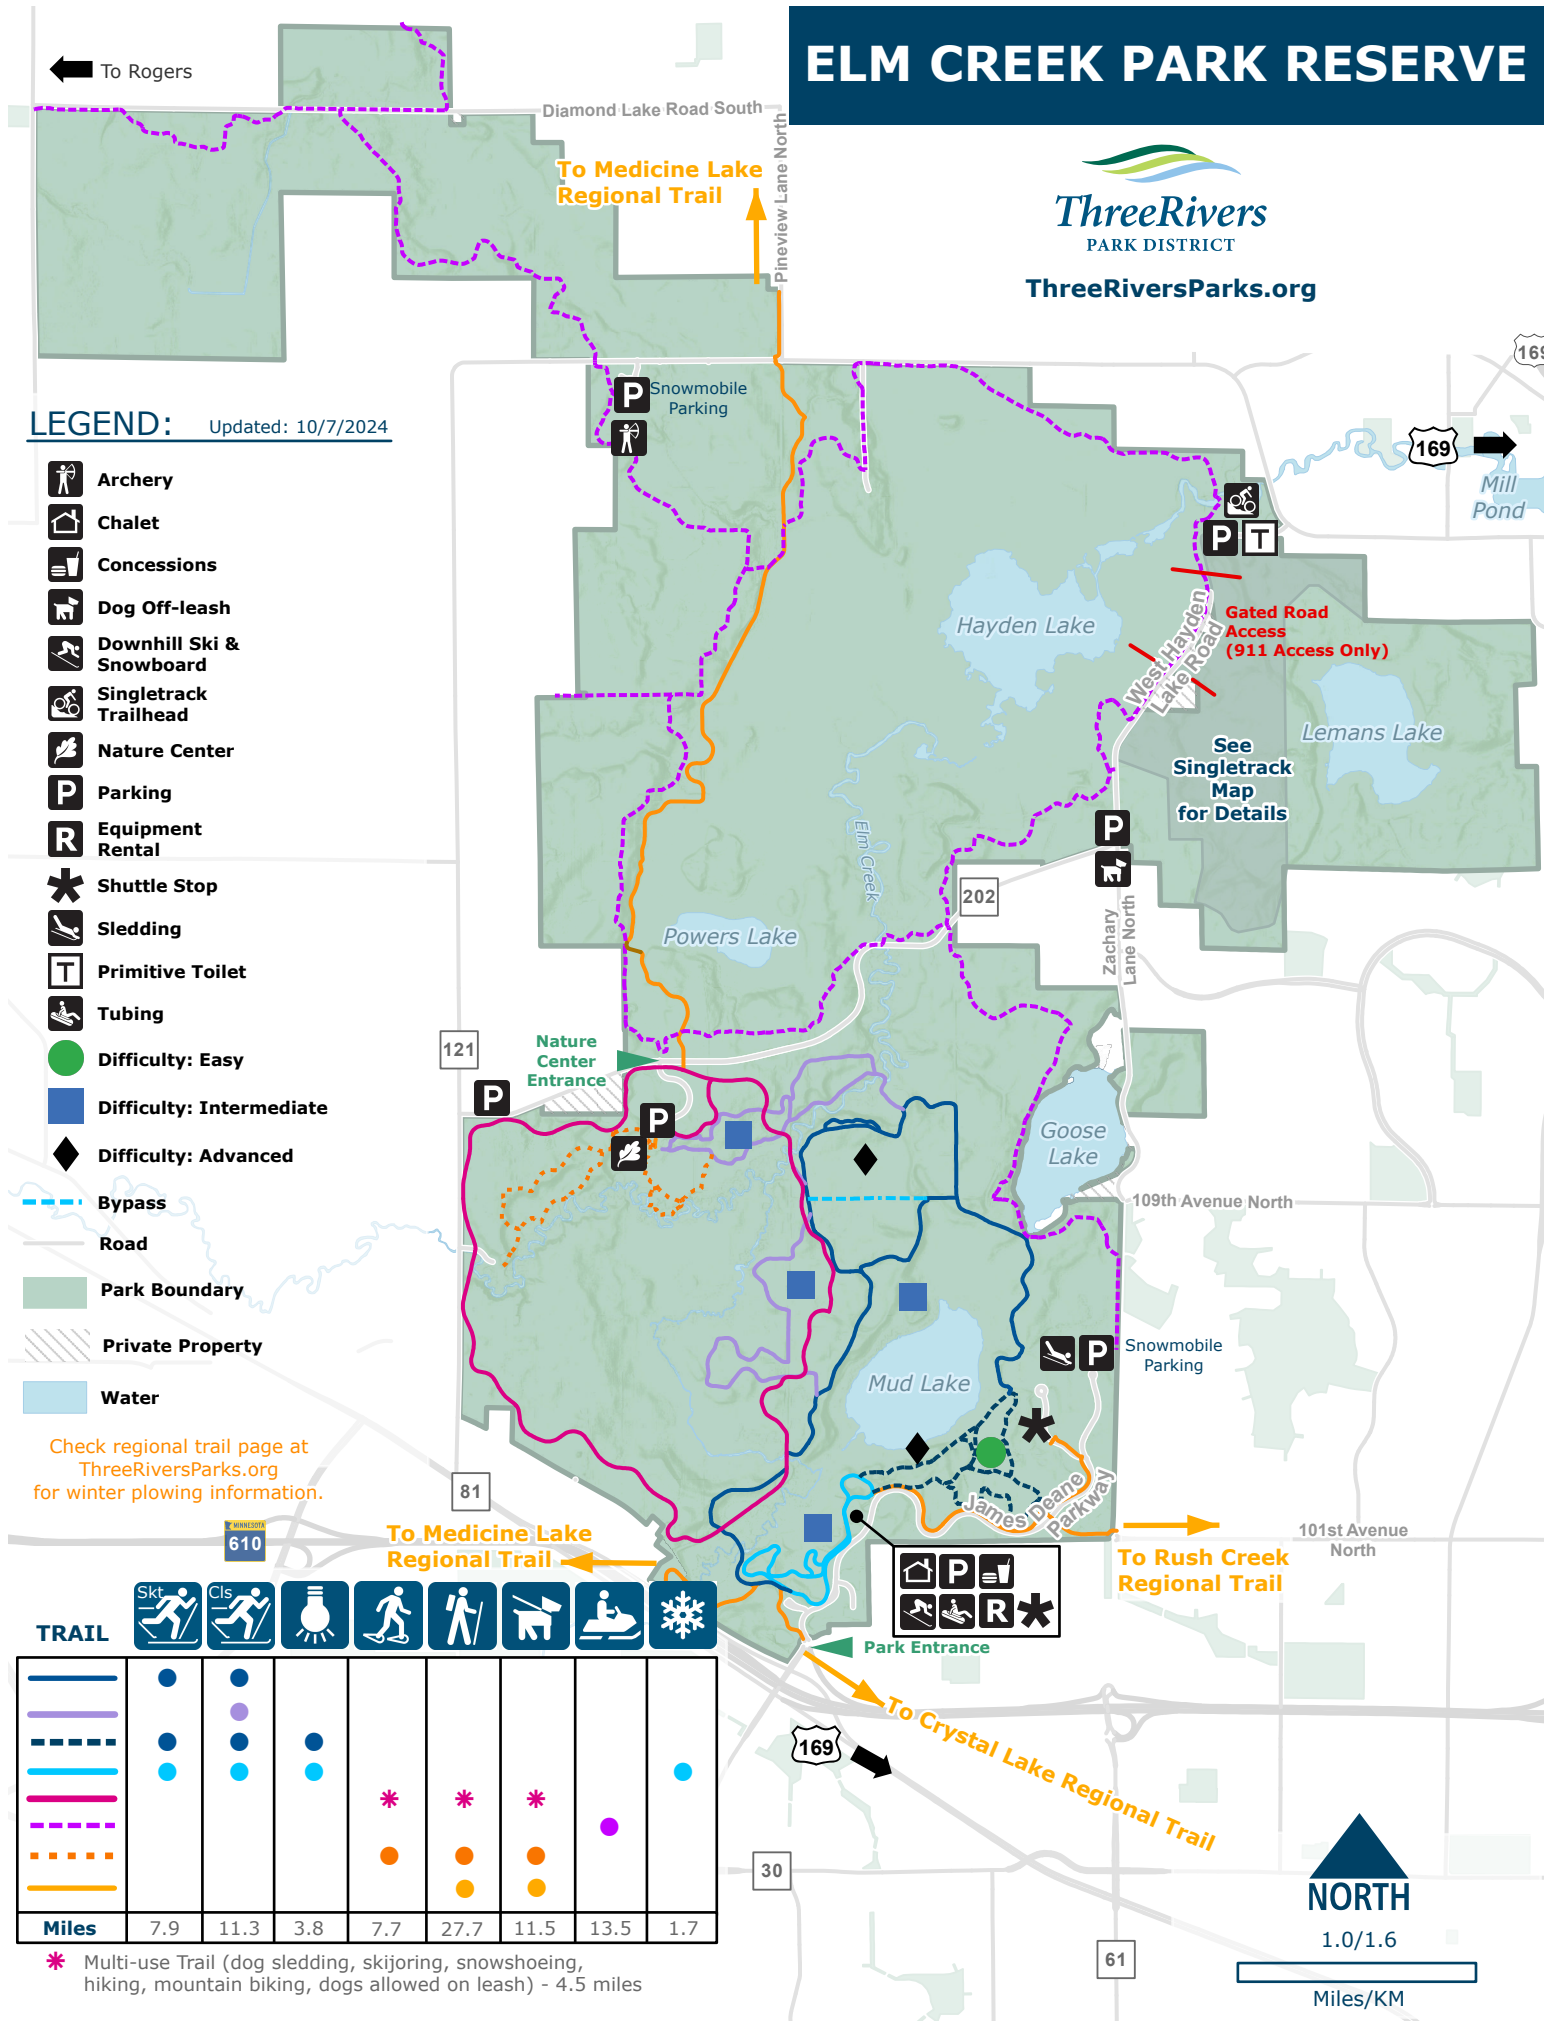 ELM CREEK PARK RESERVE
ThreeRivers
PARK DISTRICT
ThreeRiversParks.org
To Rogers
Diamond Lake Road South
Pineview Lane North
To Medicine Lake
Regional Trail
P
Snowmobile
Parking
169
169
Mill
Pond
P
T
Hayden Lake
Gated Road
Access
(911 Access Only)
West Hayden
Lake Road
Lemans Lake
See
Singletrack
Map
for Details
P
Elm Creek
202
Zachary
Lane North
Powers Lake
LEGEND:
Updated: 10/7/2024
Archery
Chalet
Concessions
Dog Off-leash
Downhill Ski &
Snowboard
Singletrack
Trailhead
Nature Center
P
Parking
R
Equipment
Rental
Shuttle Stop
Sledding
T
Primitive Toilet
Tubing
Difficulty: Easy
Difficulty: Intermediate
Difficulty: Advanced
Bypass
Road
Park Boundary
Private Property
Water
Check regional trail page at
ThreeRiversParks.org
for winter plowing information.
121
Nature
Center
Entrance
P
P
Goose
Lake
109th Avenue North
P
Snowmobile
Parking
Mud Lake
James Deane
Parkway
81
MINNESOTA
610
To Medicine Lake
Regional Trail
101st Avenue
North
To Rush Creek
Regional Trail
P
R
Park Entrance
To Crystal Lake Regional Trail
169
30
61
TRAIL
Skt
Cls
Miles 7.9 11.3 3.8 7.7 27.7 11.5 13.5 1.7
Multi-use Trail (dog sledding, skijoring, snowshoeing,
hiking, mountain biking, dogs allowed on leash) - 4.5 miles
NORTH
1.0/1.6
Miles/KM